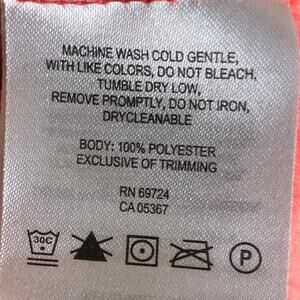 MACHINE WASH COLD GENTLE,
WITH LIKE COLORS, DO NOT BLEACH,
TUMBLE DRY LOW,
REMOVE PROMPTLY, DO NOT IRON,
DRYCLEANABLE
BODY: 100% POLYESTER
EXCLUSIVE OF TRIMMING
RN 69724
CA 05367
30C P